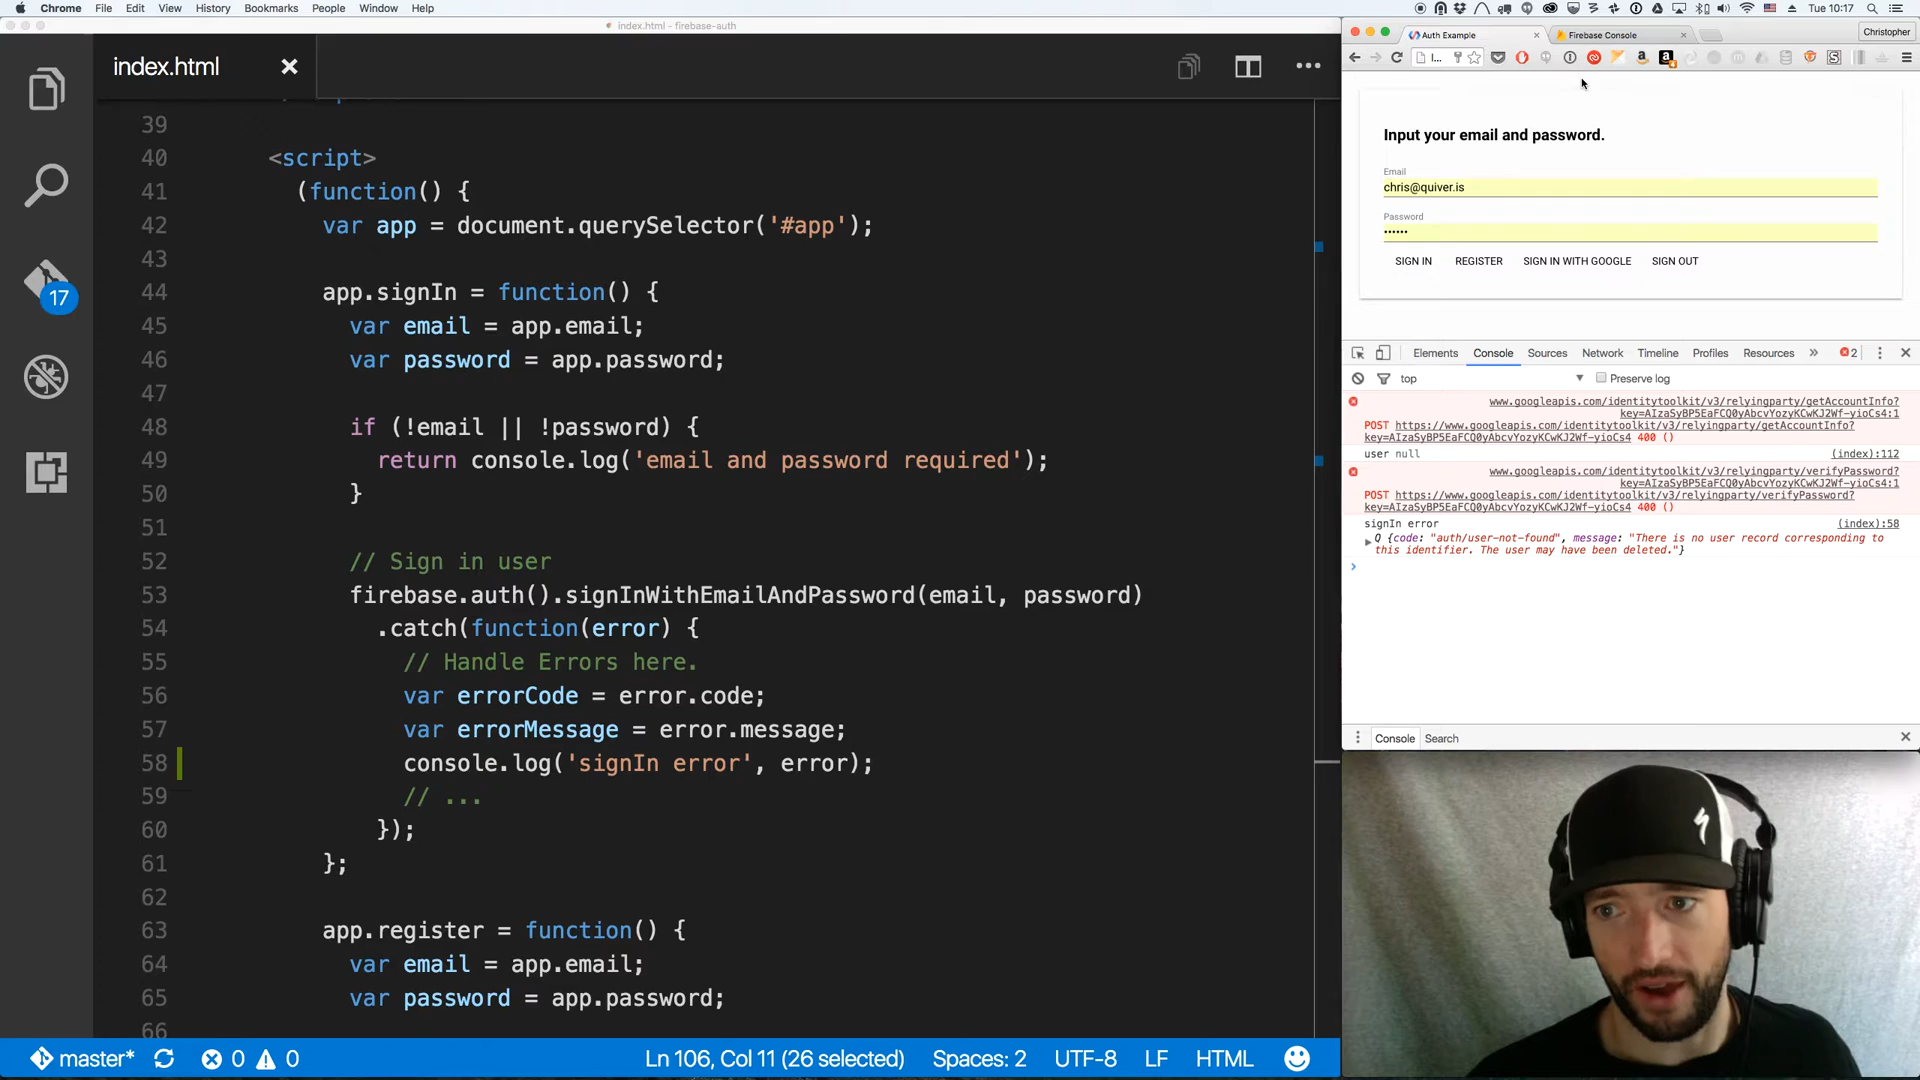 Chrome File Edit View History Bookmarks People Window Help
Tue 10:17
index.html - firebase-auth
index.html
17
39
40 <script>
41 (function() {
42 var app = document.querySelector('#app');
43
44 app.signIn = function() {
45 var email = app.email;
46 var password = app.password;
47
48 if (!email || !password) {
49 return console.log('email and password required');
50 }
51
52 // Sign in user
53 firebase.auth().signInWithEmailAndPassword(email, password)
54 .catch(function(error) {
55 // Handle Errors here.
56 var errorCode = error.code;
57 var errorMessage = error.message;
58 console.log('signIn error', error);
59 // ...
60 });
61 };
62
63 app.register = function() {
64 var email = app.email;
65 var password = app.password;
66
master* 0 0 Ln 106, Col 11 (26 selected) Spaces: 2 UTF-8 LF HTML
Auth Example
Firebase Console
Christopher
Input your email and password.
Email
chris@quiver.is
Password
••••••
SIGN IN REGISTER SIGN IN WITH GOOGLE SIGN OUT
Elements Console Sources Network Timeline Profiles Resources » 2
top Preserve log
www.googleapis.com/identitytoolkit/v3/relyingparty/getAccountInfo?
key=AIzaSyBP5EaFCQ0yAbcvYozyKCwKJ2Wf-yioCs4:1
POST https://www.googleapis.com/identitytoolkit/v3/relyingparty/getAccountInfo?
key=AIzaSyBP5EaFCQ0yAbcvYozyKCwKJ2Wf-yioCs4 400 ()
user null (index):112
www.googleapis.com/identitytoolkit/v3/relyingparty/verifyPassword?
key=AIzaSyBP5EaFCQ0yAbcvYozyKCwKJ2Wf-yioCs4:1
POST https://www.googleapis.com/identitytoolkit/v3/relyingparty/verifyPassword?
key=AIzaSyBP5EaFCQ0yAbcvYozyKCwKJ2Wf-yioCs4 400 ()
signIn error (index):58
Q {code: "auth/user-not-found", message: "There is no user record corresponding to
this identifier. The user may have been deleted."}
Console Search